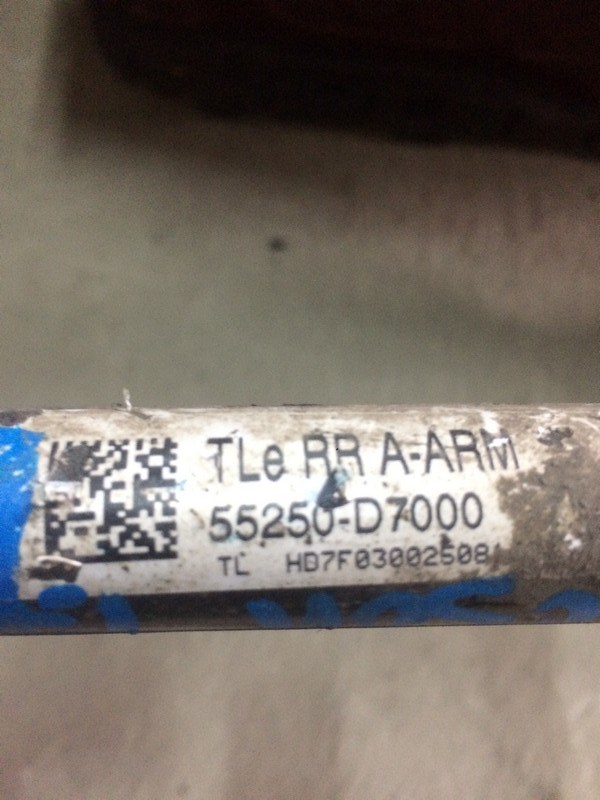 TLe RR A-ARM
55250-D7000
TL HD7F03002508